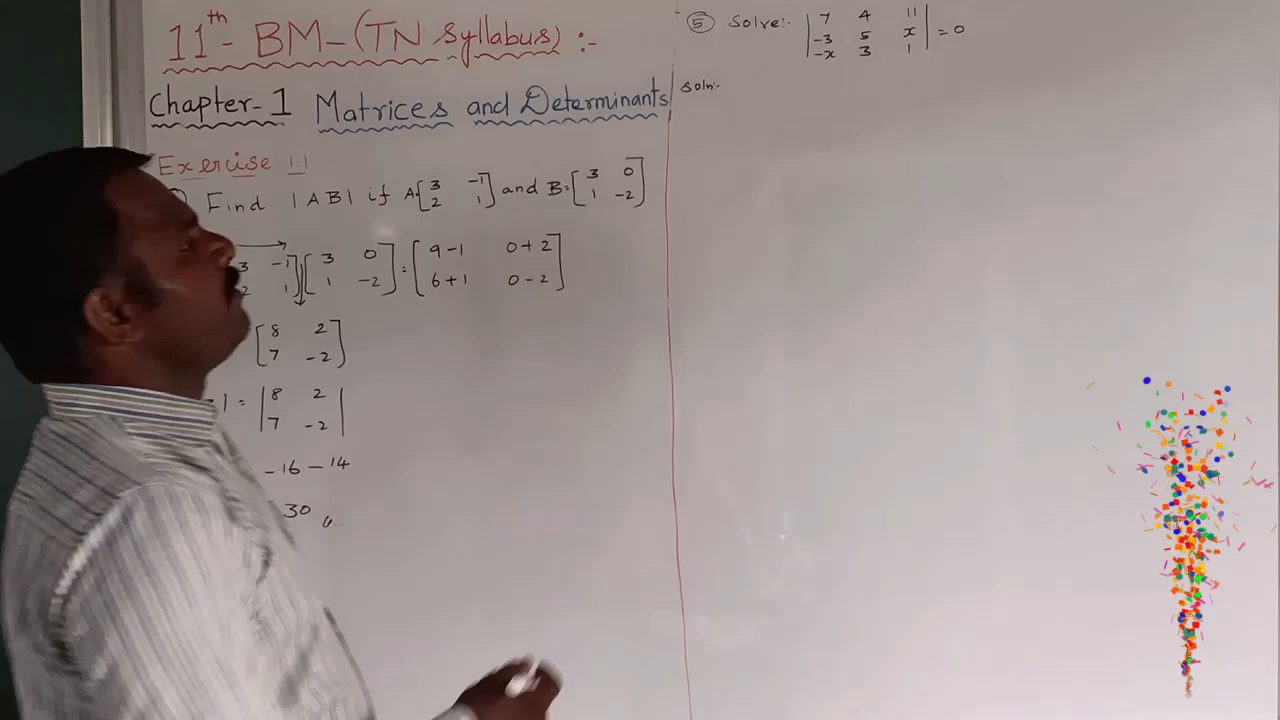 11th - BM - (TN Syllabus) :-
Chapter-1 Matrices and Determinants
Exercise 1.1
Find |AB| if A=[3 -1
2 1] and B=[3 0
1 -2]
3 -1][3 0] = [9-1 0+2]
2 1][1 -2] [6+1 0-2]
[8 2
7 -2]
| = |8 2
7 -2|
-16 -14
30
⑤ Solve:- |7 4 11
-3 5 x
-x 3 1| = 0
Soln:-